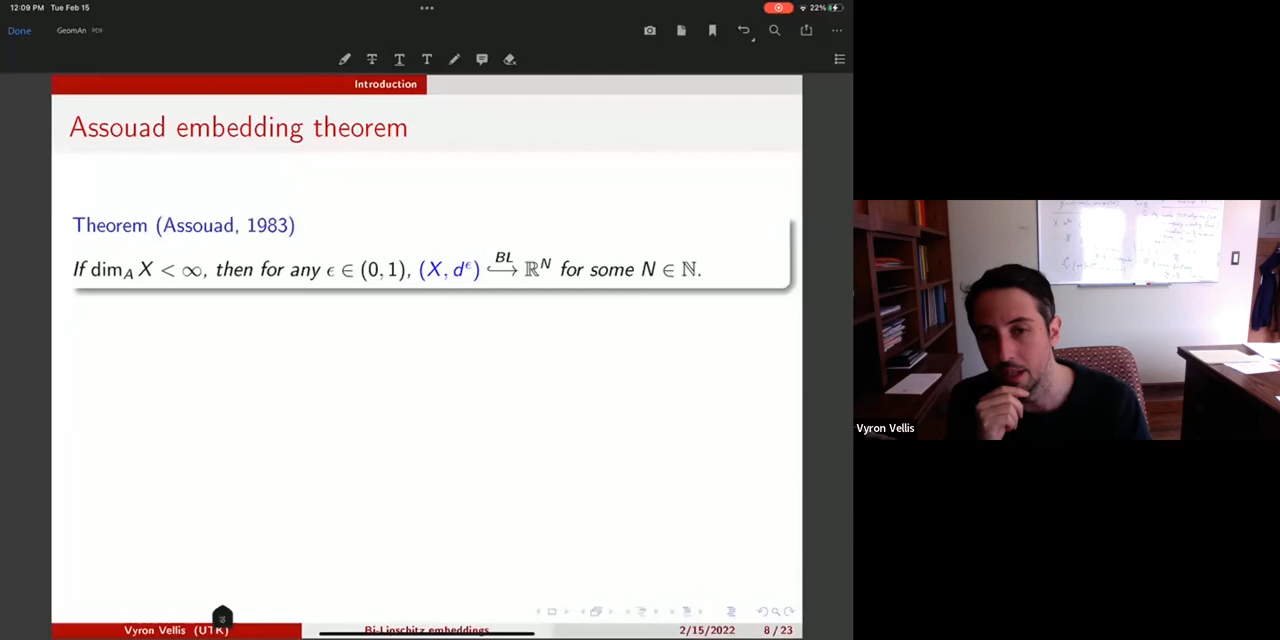 12:09 PM Tue Feb 15
22%
Done
GeomAn PDF
Introduction
Assouad embedding theorem
Theorem (Assouad, 1983)
If dim_A X < ∞, then for any ϵ ∈ (0, 1), (X, d^ϵ) ↪^BL ℝ^N for some N ∈ ℕ.
Vyron Vellis
Vyron Vellis (UTK)
Bi-Lipschitz embeddings
2/15/2022
8 / 23